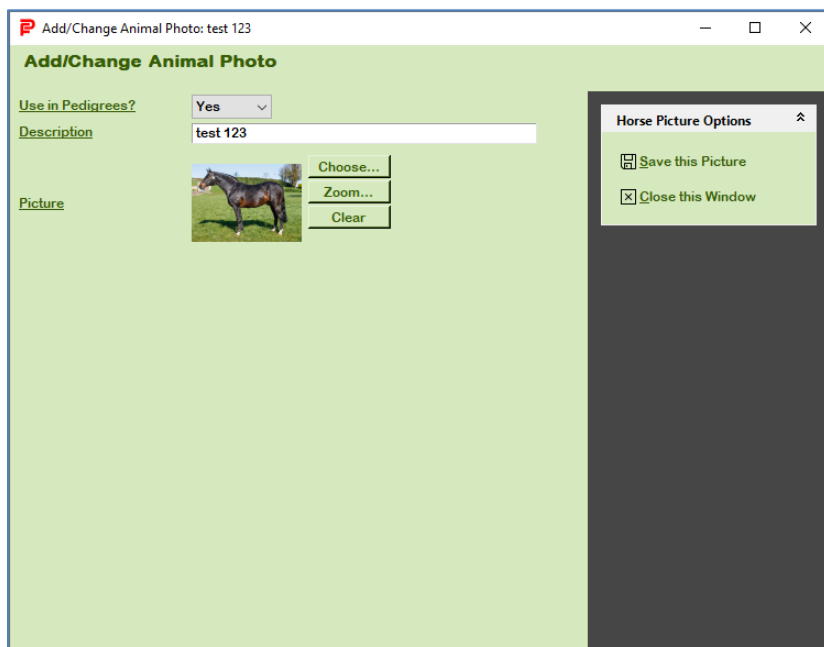 Add/Change Animal Photo: test 123
Add/Change Animal Photo
Use in Pedigrees?
Yes
Description
test 123
Picture
Choose...
Zoom...
Clear
Horse Picture Options
Save this Picture
Close this Window